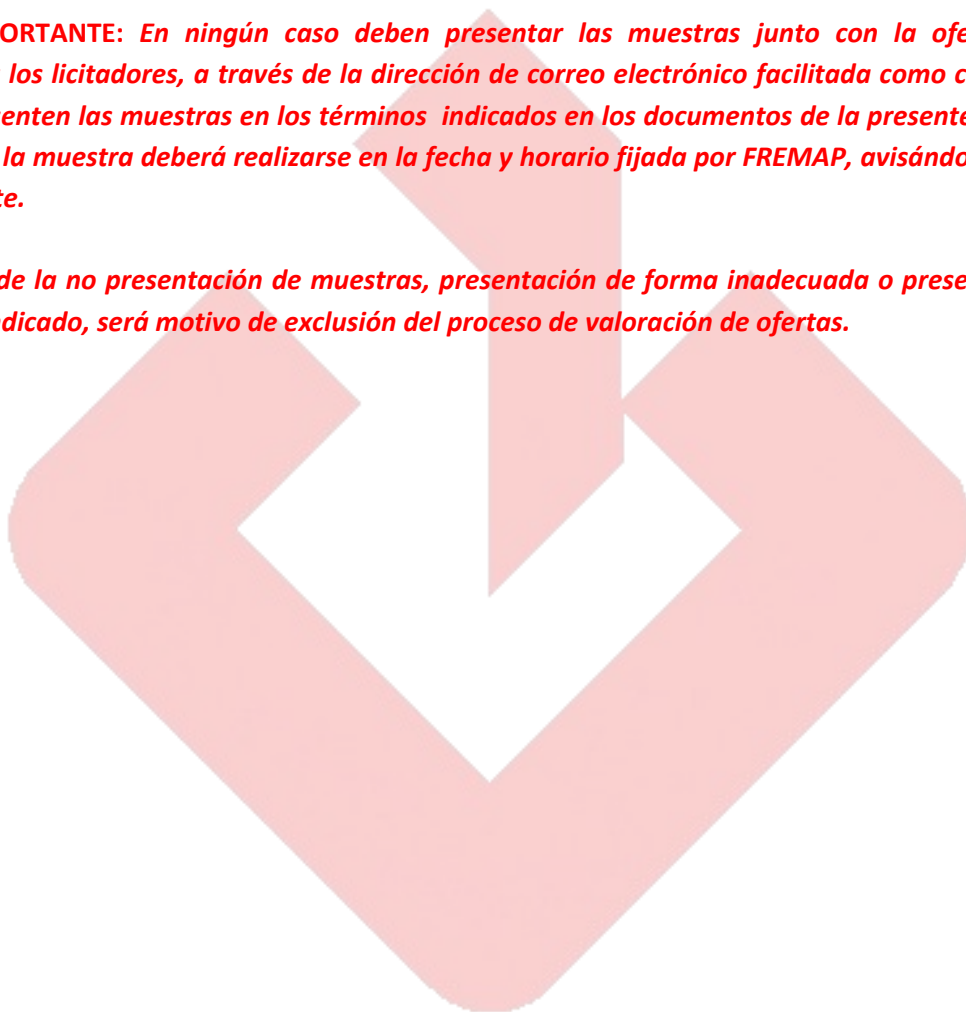 ORTANTE: En ningún caso deben presentar las muestras junto con la ofe
los licitadores, a través de la dirección de correo electrónico facilitada como c
enten las muestras en los términos indicados en los documentos de la presente
la muestra deberá realizarse en la fecha y horario fijada por FREMAP, avisándo
te.
de la no presentación de muestras, presentación de forma inadecuada o prese
ndicado, será motivo de exclusión del proceso de valoración de ofertas.